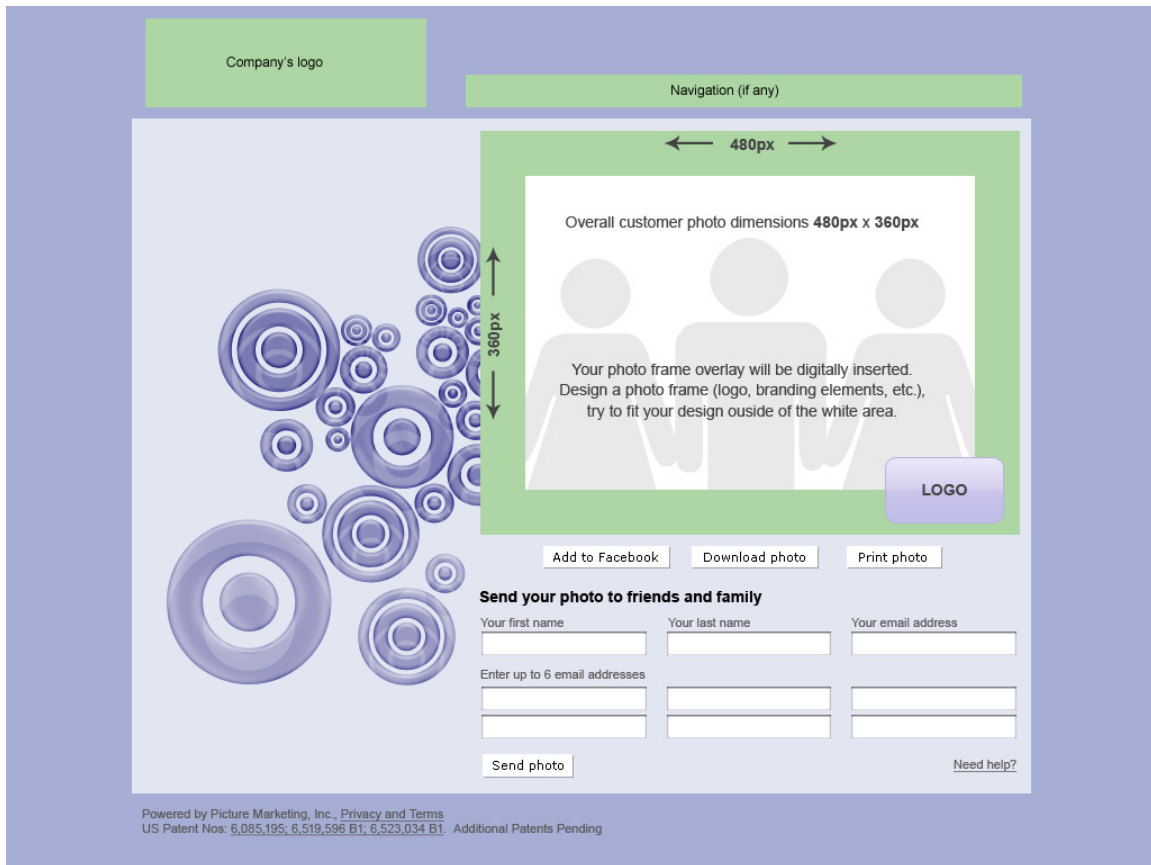 Company's logo
Navigation (if any)
480px
Overall customer photo dimensions 480px x 360px
360px
Your photo frame overlay will be digitally inserted.
Design a photo frame (logo, branding elements, etc.),
try to fit your design ouside of the white area.
LOGO
Add to Facebook
Download photo
Print photo
Send your photo to friends and family
Your first name
Your last name
Your email address
Enter up to 6 email addresses
Send photo
Need help?
Powered by Picture Marketing, Inc., Privacy and Terms
US Patent Nos: 6,085,195; 6,519,596 B1; 6,523,034 B1. Additional Patents Pending